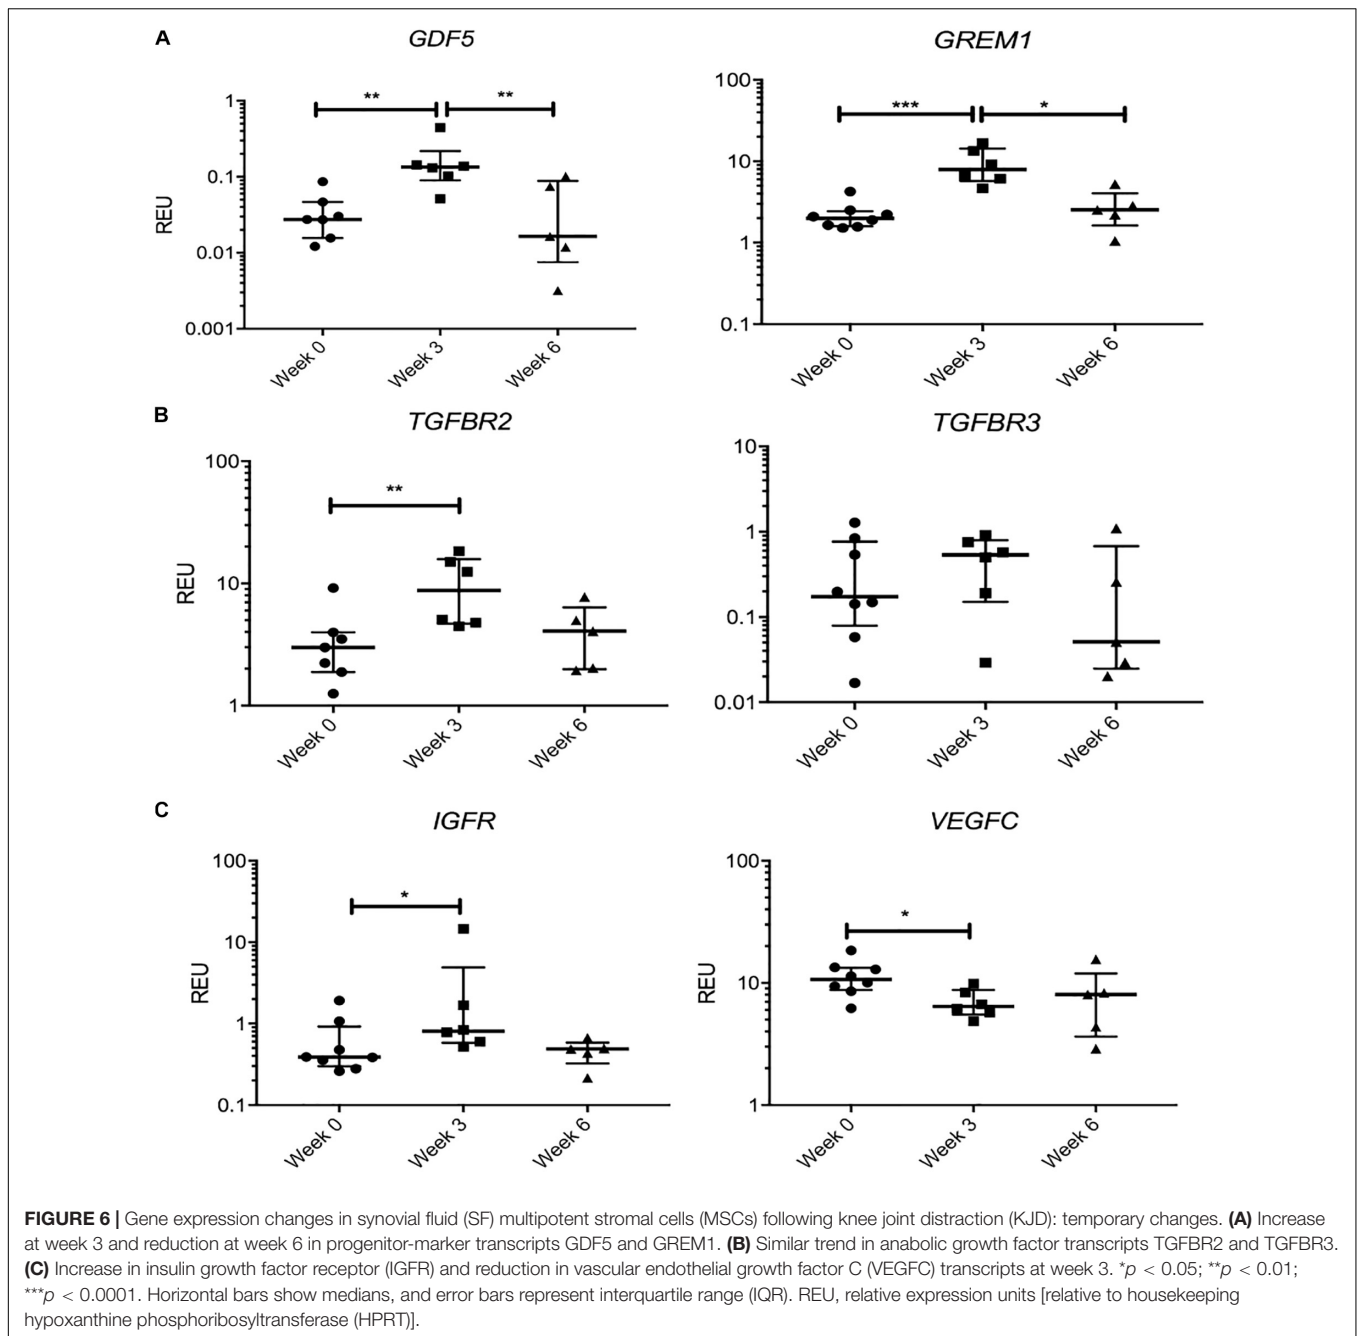 A
GDF5
GREM1
**
**
***
*
REU
1
0.1
0.01
0.001
100
10
1
0.1
Week 0
Week 3
Week 6
Week 0
Week 3
Week 6
B
TGFBR2
TGFBR3
**
REU
100
10
1
10
1
0.1
0.01
Week 0
Week 3
Week 6
Week 0
Week 3
Week 6
C
IGFR
VEGFC
*
*
REU
100
10
1
0.1
REU
100
10
1
Week 0
Week 3
Week 6
Week 0
Week 3
Week 6
FIGURE 6 | Gene expression changes in synovial fluid (SF) multipotent stromal cells (MSCs) following knee joint distraction (KJD): temporary changes. (A) Increase
at week 3 and reduction at week 6 in progenitor-marker transcripts GDF5 and GREM1. (B) Similar trend in anabolic growth factor transcripts TGFBR2 and TGFBR3.
(C) Increase in insulin growth factor receptor (IGFR) and reduction in vascular endothelial growth factor C (VEGFC) transcripts at week 3. *p < 0.05; **p < 0.01;
***p < 0.0001. Horizontal bars show medians, and error bars represent interquartile range (IQR). REU, relative expression units [relative to housekeeping
hypoxanthine phosphoribosyltransferase (HPRT)].